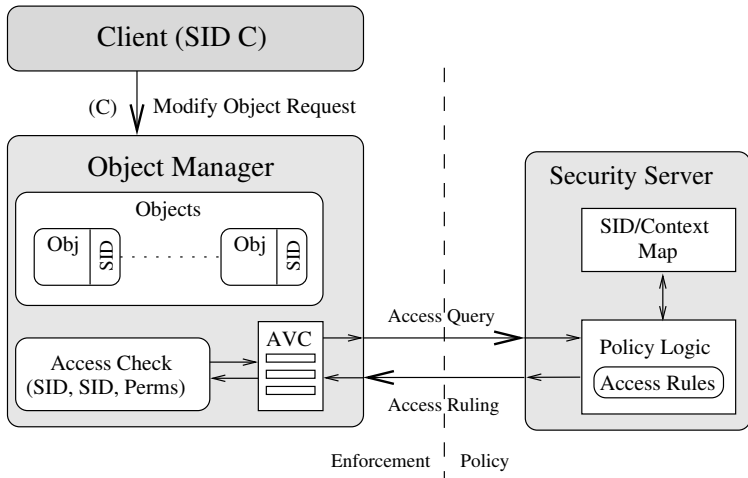 Client (SID C)
(C) Modify Object Request
Object Manager
Objects
Obj SID
Obj SID
Access Check
(SID, SID, Perms)
AVC
Access Query
Access Ruling
Enforcement Policy
Security Server
SID/Context
Map
Policy Logic
Access Rules